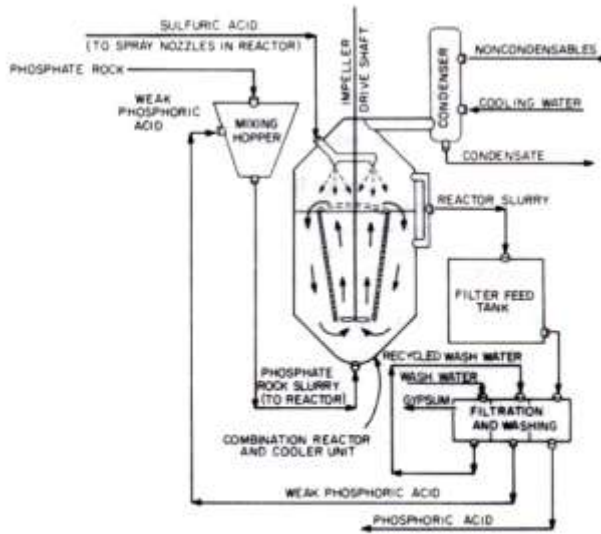 SULFURIC ACID
(TO SPRAY NOZZLES IN REACTOR)
PHOSPHATE ROCK
WEAK
PHOSPHORIC
ACID
MIXING
HOPPER
IMPELLER
DRIVE SHAFT
CONDENSER
NONCONDENSABLES
COOLING WATER
CONDENSATE
REACTOR SLURRY
FILTER FEED
TANK
RECYCLED WASH WATER
WASH WATER
GYPSUM
FILTRATION
AND WASHING
PHOSPHATE
ROCK SLURRY
(TO REACTOR)
COMBINATION REACTOR
AND COOLER UNIT
WEAK PHOSPHORIC ACID
PHOSPHORIC ACID